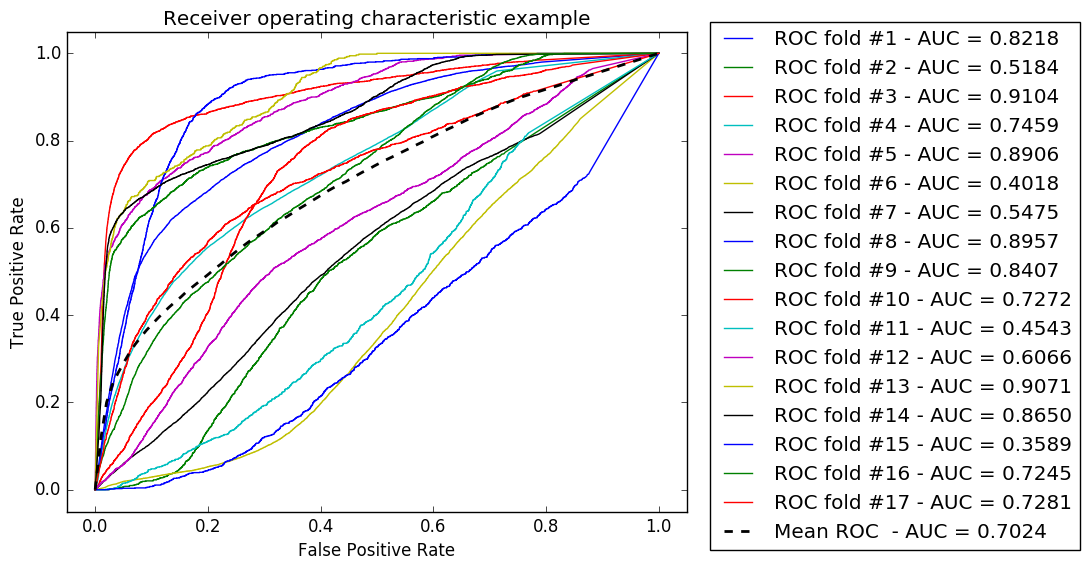 Receiver operating characteristic example
True Positive Rate
1.0
0.8
0.6
0.4
0.2
0.0
0.0 0.2 0.4 0.6 0.8 1.0
False Positive Rate
ROC fold #1 - AUC = 0.8218
ROC fold #2 - AUC = 0.5184
ROC fold #3 - AUC = 0.9104
ROC fold #4 - AUC = 0.7459
ROC fold #5 - AUC = 0.8906
ROC fold #6 - AUC = 0.4018
ROC fold #7 - AUC = 0.5475
ROC fold #8 - AUC = 0.8957
ROC fold #9 - AUC = 0.8407
ROC fold #10 - AUC = 0.7272
ROC fold #11 - AUC = 0.4543
ROC fold #12 - AUC = 0.6066
ROC fold #13 - AUC = 0.9071
ROC fold #14 - AUC = 0.8650
ROC fold #15 - AUC = 0.3589
ROC fold #16 - AUC = 0.7245
ROC fold #17 - AUC = 0.7281
Mean ROC  - AUC = 0.7024